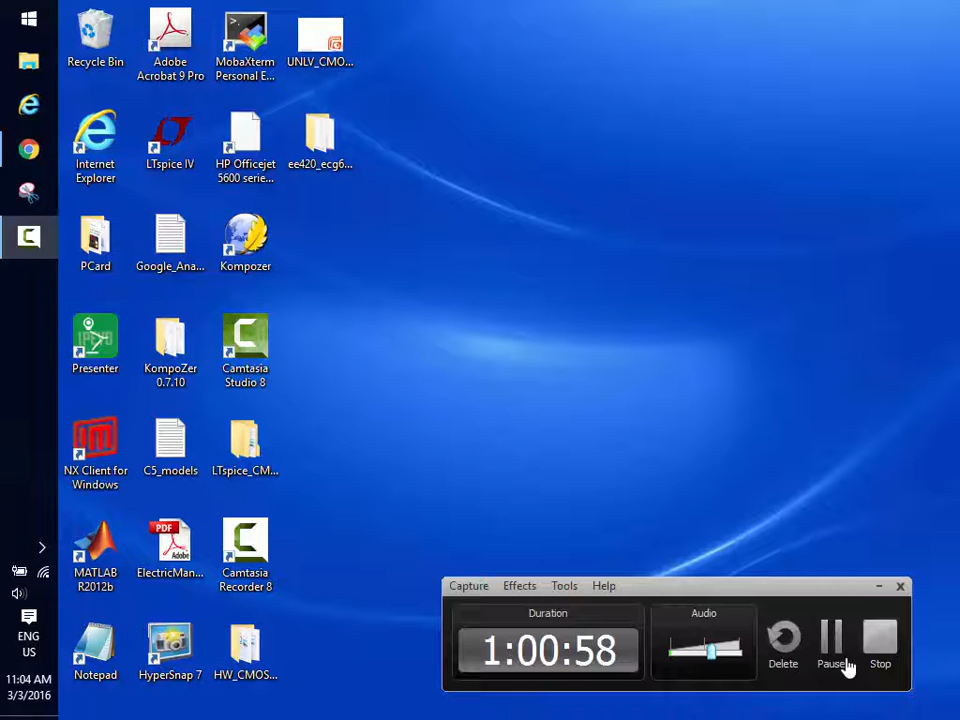 Recycle Bin
Adobe
Acrobat 9 Pro
MobaXterm
Personal E...
UNLV_CMO...
Internet
Explorer
LTspice IV
HP Officejet
5600 serie...
ee420_ecg6...
PCard
Google_Ana...
Kompozer
IPEVO
Presenter
KompoZer
0.7.10
Camtasia
Studio 8
NX Client for
Windows
C5_models
LTspice_CM...
MATLAB
R2012b
PDF
ElectricMan...
Camtasia
Recorder 8
Notepad
HyperSnap 7
HW_CMOS...
ENG
US
11:04 AM
3/3/2016
Capture Effects Tools Help
Duration
1:00:58
Audio
Delete
Pause
Stop